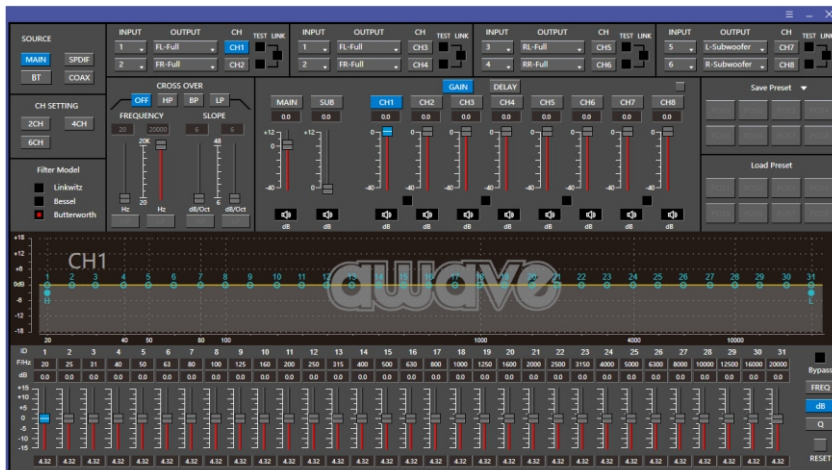 SOURCE
MAIN SPDIF
BT COAX
CH SETTING
2CH 4CH
6CH
Filter Model
Linkwitz
Bessel
Butterworth
INPUT OUTPUT CH TEST LINK
1 FL-Full CH1
2 FR-Full CH2
INPUT OUTPUT CH TEST LINK
1 FL-Full CH3
2 FR-Full CH4
INPUT OUTPUT CH TEST LINK
3 RL-Full CH5
4 RR-Full CH6
INPUT OUTPUT CH TEST LINK
5 L-Subwoofer CH7
6 R-Subwoofer CH8
CROSS OVER
OFF HP BP LP
FREQUENCY SLOPE
20 20000 6 6
20K 48
20 6
Hz Hz dB/Oct dB/Oct
GAIN DELAY
MAIN SUB CH1 CH2 CH3 CH4 CH5 CH6 CH7 CH8
0.0 0.0 0.0 0.0 0.0 0.0 0.0 0.0 0.0 0.0
+12 +12 0 0 0 0 0 0 0 0
0
-40 0 -40 -40 -40 -40 -40 -40 -40 -40
dB dB dB dB dB dB dB dB dB dB
Save Preset
Load Preset
CH1
qwave
+18
+12
+6
0dB
-6
-12
-18
1 2 3 4 5 6 7 8 9 10 11 12 13 14 15 16 17 18 19 20 21 22 23 24 25 26 27 28 29 30 31
H L
20 40 50 80 100 1000 4000 10000
ID 1 2 3 4 5 6 7 8 9 10 11 12 13 14 15 16 17 18 19 20 21 22 23 24 25 26 27 28 29 30 31
F/Hz 20 25 31 40 50 63 80 100 125 160 200 250 315 400 500 630 800 1000 1250 1600 2000 2500 3150 4000 5000 6300 8000 10000 12500 16000 20000
dB 0.0 0.0 0.0 0.0 0.0 0.0 0.0 0.0 0.0 0.0 0.0 0.0 0.0 0.0 0.0 0.0 0.0 0.0 0.0 0.0 0.0 0.0 0.0 0.0 0.0 0.0 0.0 0.0 0.0 0.0 0.0
+15
+10
+5
0
-5
-10
-15
4.32 4.32 4.32 4.32 4.32 4.32 4.32 4.32 4.32 4.32 4.32 4.32 4.32 4.32 4.32 4.32 4.32 4.32 4.32 4.32 4.32 4.32 4.32 4.32 4.32 4.32 4.32 4.32 4.32 4.32 4.32
Bypass
FREQ
dB
Q
RESET